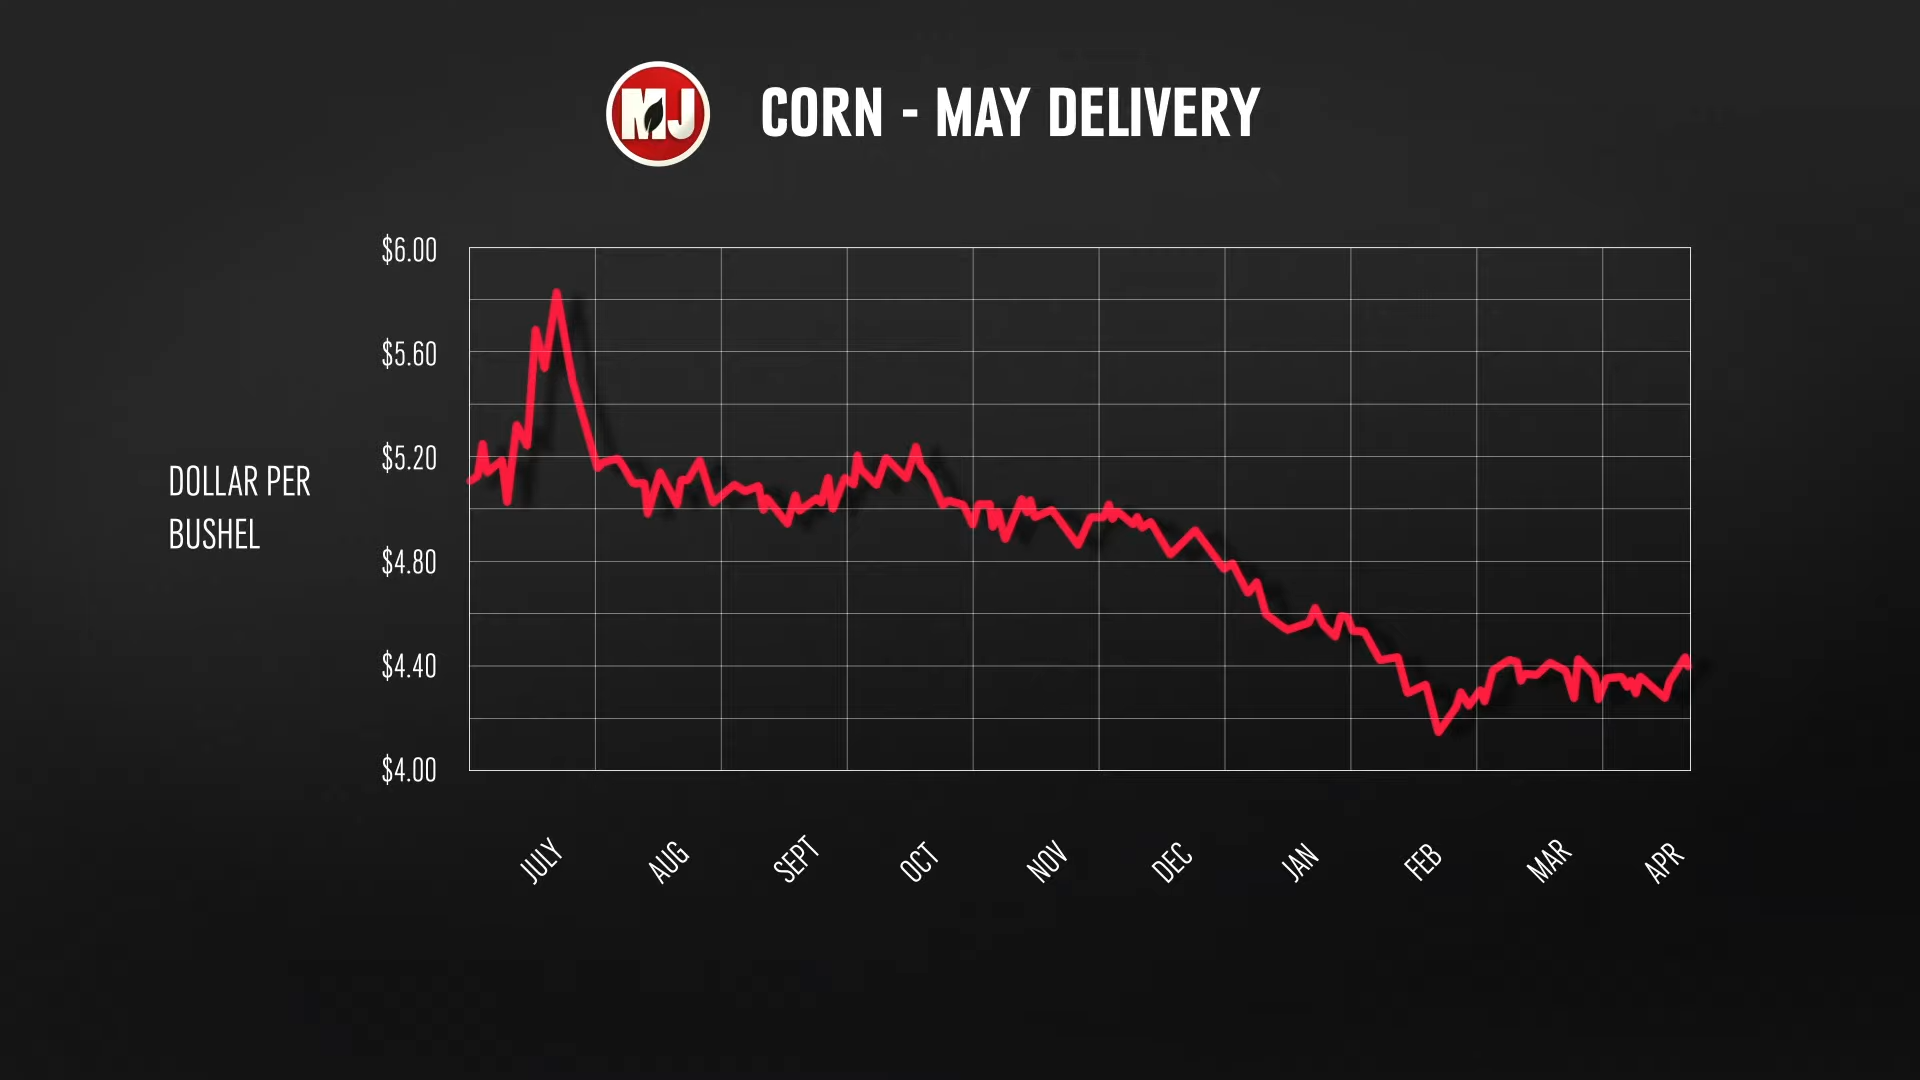 MJ
CORN - MAY DELIVERY
$6.00
$5.60
$5.20
$4.80
$4.40
$4.00
DOLLAR PER
BUSHEL
JULY
AUG
SEPT
OCT
NOV
DEC
JAN
FEB
MAR
APR